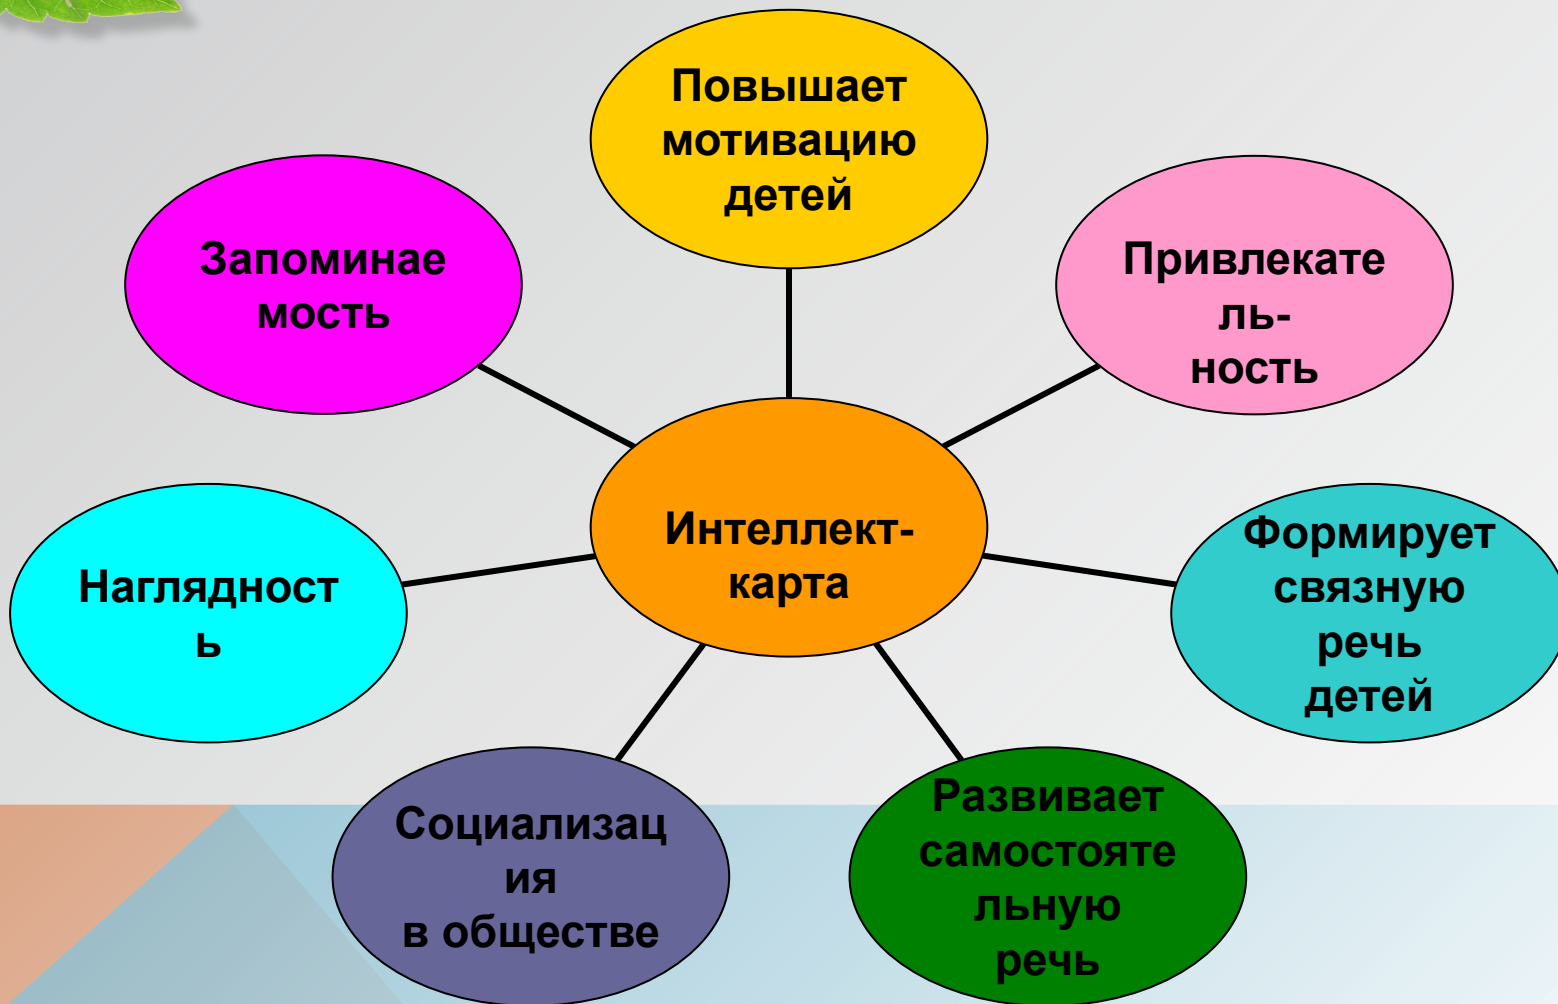 Повышает
мотивацию
детей
Запоминае
мость
Привлекате
ль-
ность
Интеллект-
карта
Наглядност
ь
Формирует
связную
речь
детей
Социализац
ия
в обществе
Развивает
самостояте
льную
речь